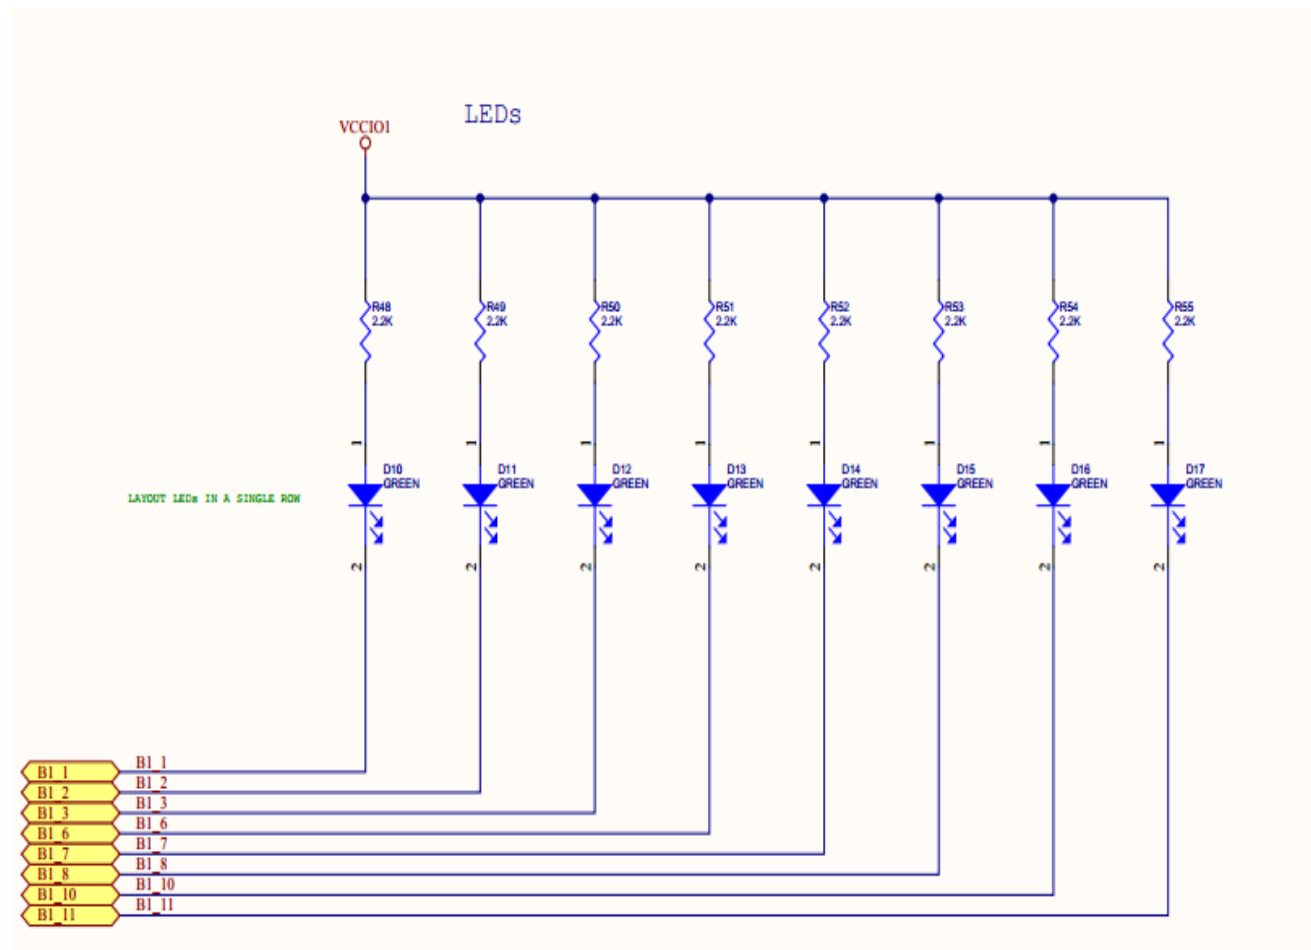 LEDs
VCCIO1
R48
2.2K
R49
2.2K
R50
2.2K
R51
2.2K
R52
2.2K
R53
2.2K
R54
2.2K
R55
2.2K
1
1
1
1
1
1
1
1
D10
GREEN
D11
GREEN
D12
GREEN
D13
GREEN
D14
GREEN
D15
GREEN
D16
GREEN
D17
GREEN
LAYOUT LEDs IN A SINGLE ROW
2
2
2
2
2
2
2
2
B1_1 B1_1
B1_2 B1_2
B1_3 B1_3
B1_6 B1_6
B1_7 B1_7
B1_8 B1_8
B1_10 B1_10
B1_11 B1_11